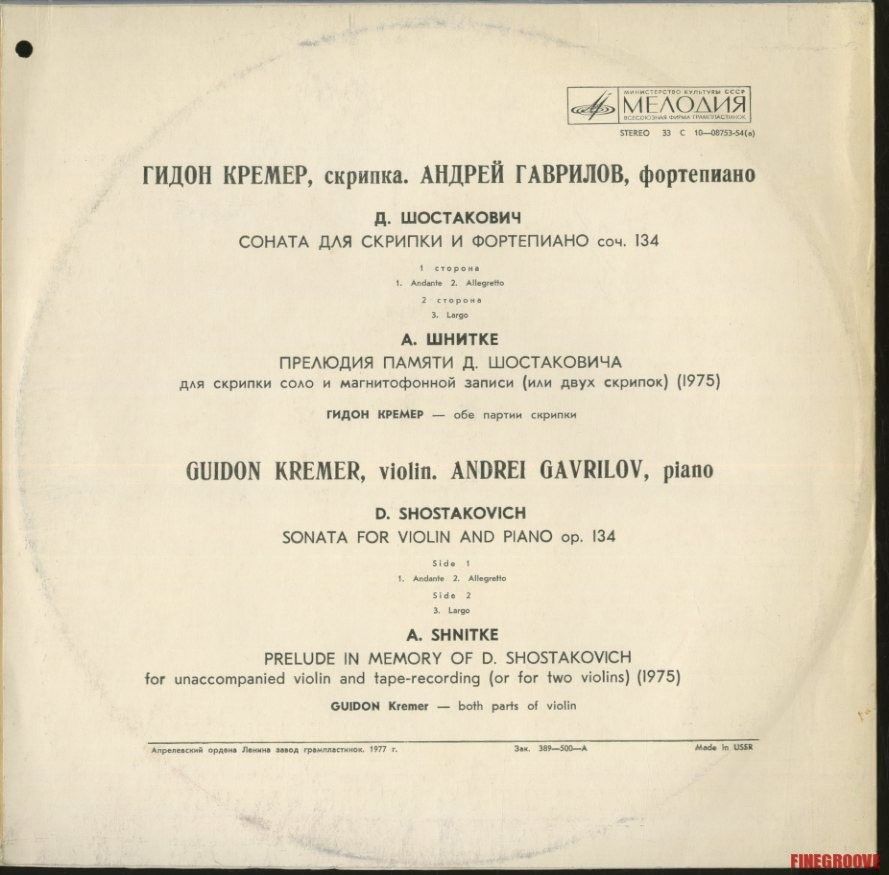 МИНИСТЕРСТВО КУЛЬТУРЫ СССР
МЕЛОДИЯ
ВСЕСОЮЗНАЯ ФИРМА ГРАМПЛАСТИНОК
STEREO 33 С 10—08753-54(а)
ГИДОН КРЕМЕР, скрипка. АНДРЕЙ ГАВРИЛОВ, фортепиано
Д. ШОСТАКОВИЧ
СОНАТА ДЛЯ СКРИПКИ И ФОРТЕПИАНО соч. 134
1 сторона
1. Andante 2. Allegretto
2 сторона
3. Largo
А. ШНИТКЕ
ПРЕЛЮДИЯ ПАМЯТИ Д. ШОСТАКОВИЧА
для скрипки соло и магнитофонной записи (или двух скрипок) (1975)
ГИДОН КРЕМЕР — обе партии скрипки
GUIDON KREMER, violin. ANDREI GAVRILOV, piano
D. SHOSTAKOVICH
SONATA FOR VIOLIN AND PIANO op. 134
Side 1
1. Andante 2. Allegretto
Side 2
3. Largo
A. SHNITKE
PRELUDE IN MEMORY OF D. SHOSTAKOVICH
for unaccompanied violin and tape-recording (or for two violins) (1975)
GUIDON Kremer — both parts of violin
Апрелевский ордена Ленина завод грампластинок, 1977 г. Зак. 389—500—А Made in USSR
FINEGROOVE